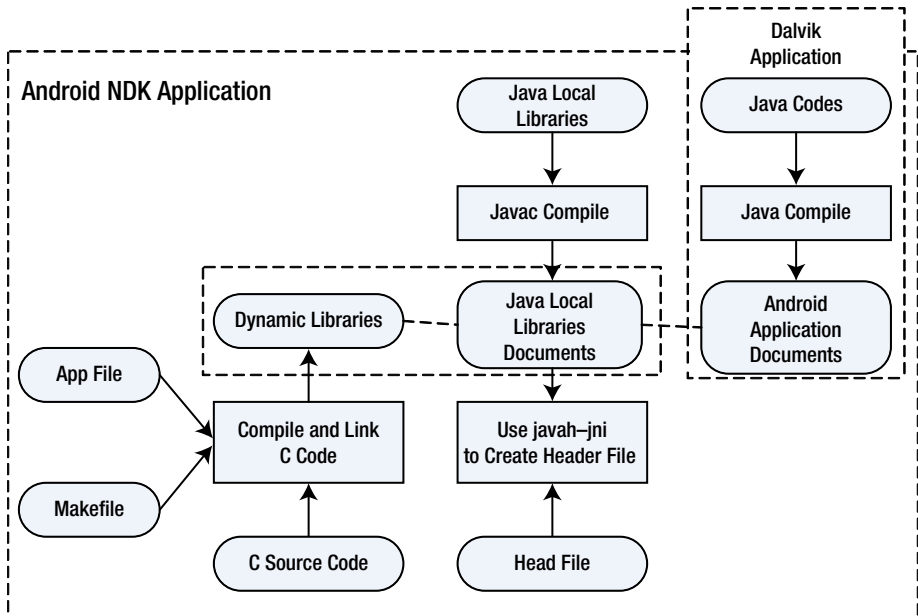 Dalvik
Application
Android NDK Application
Java Local
Libraries
Java Codes
Javac Compile
Java Compile
Dynamic Libraries
Java Local
Libraries
Documents
Android
Application
Documents
App File
Compile and Link
C Code
Use javah–jni
to Create Header File
Makefile
C Source Code
Head File